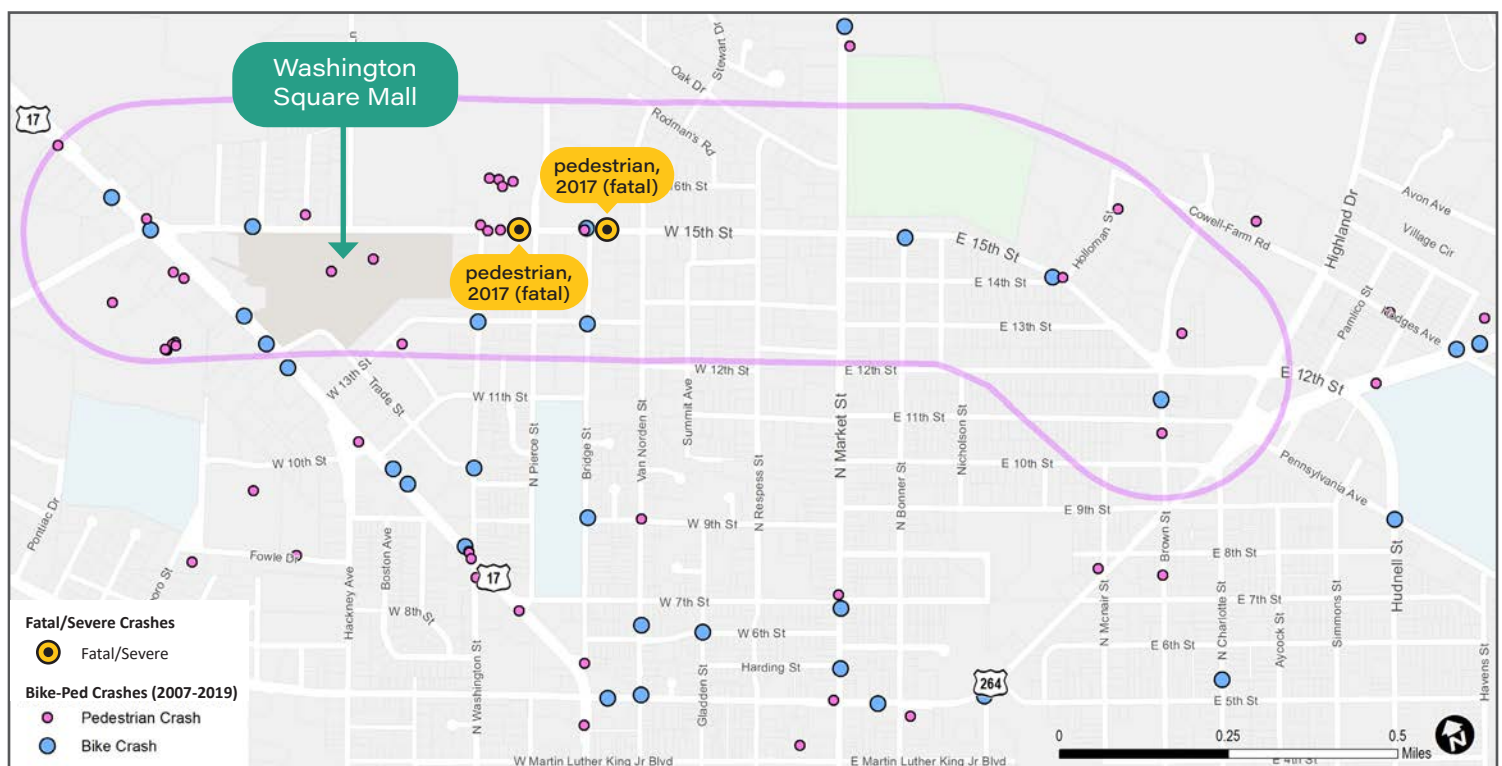 Washington
Square Mall
pedestrian,
2017 (fatal)
pedestrian,
2017 (fatal)
17
Stewart Dr
Oak Dr
Rodman's Rd
6th St
W 15th St
E 15th St
E 14th St
E 13th St
Holloman St
Cowell-Farm Rd
Highland Dr
Avon Ave
Village Cir
Pamlico St
Hodges Ave
E 12th St
W 13th St
Trade St
W 12th St
E 12th St
W 11th St
E 11th St
Summit Ave
Van Norden St
Bridge St
N Pierce St
N Market St
Nicholson St
N Bonner St
N Respess St
W 10th St
E 10th St
Pennsylvania Ave
Pontiac Dr
W 9th St
E 9th St
Brown St
E 8th St
Fowle Dr
Boston Ave
Hackney Ave
17
W 8th St
W 7th St
E 7th St
N Mcnair St
N Charlotte St
Aycock St
Simmons St
Hudnell St
W 6th St
E 6th St
Harding St
Gladden St
N Washington St
264
E 5th St
Havens St
oro St
W Martin Luther King Jr Blvd
E Martin Luther King Jr Blvd
E 4th St
Fatal/Severe Crashes
Fatal/Severe
Bike-Ped Crashes (2007-2019)
Pedestrian Crash
Bike Crash
0 0.25 0.5
Miles
N